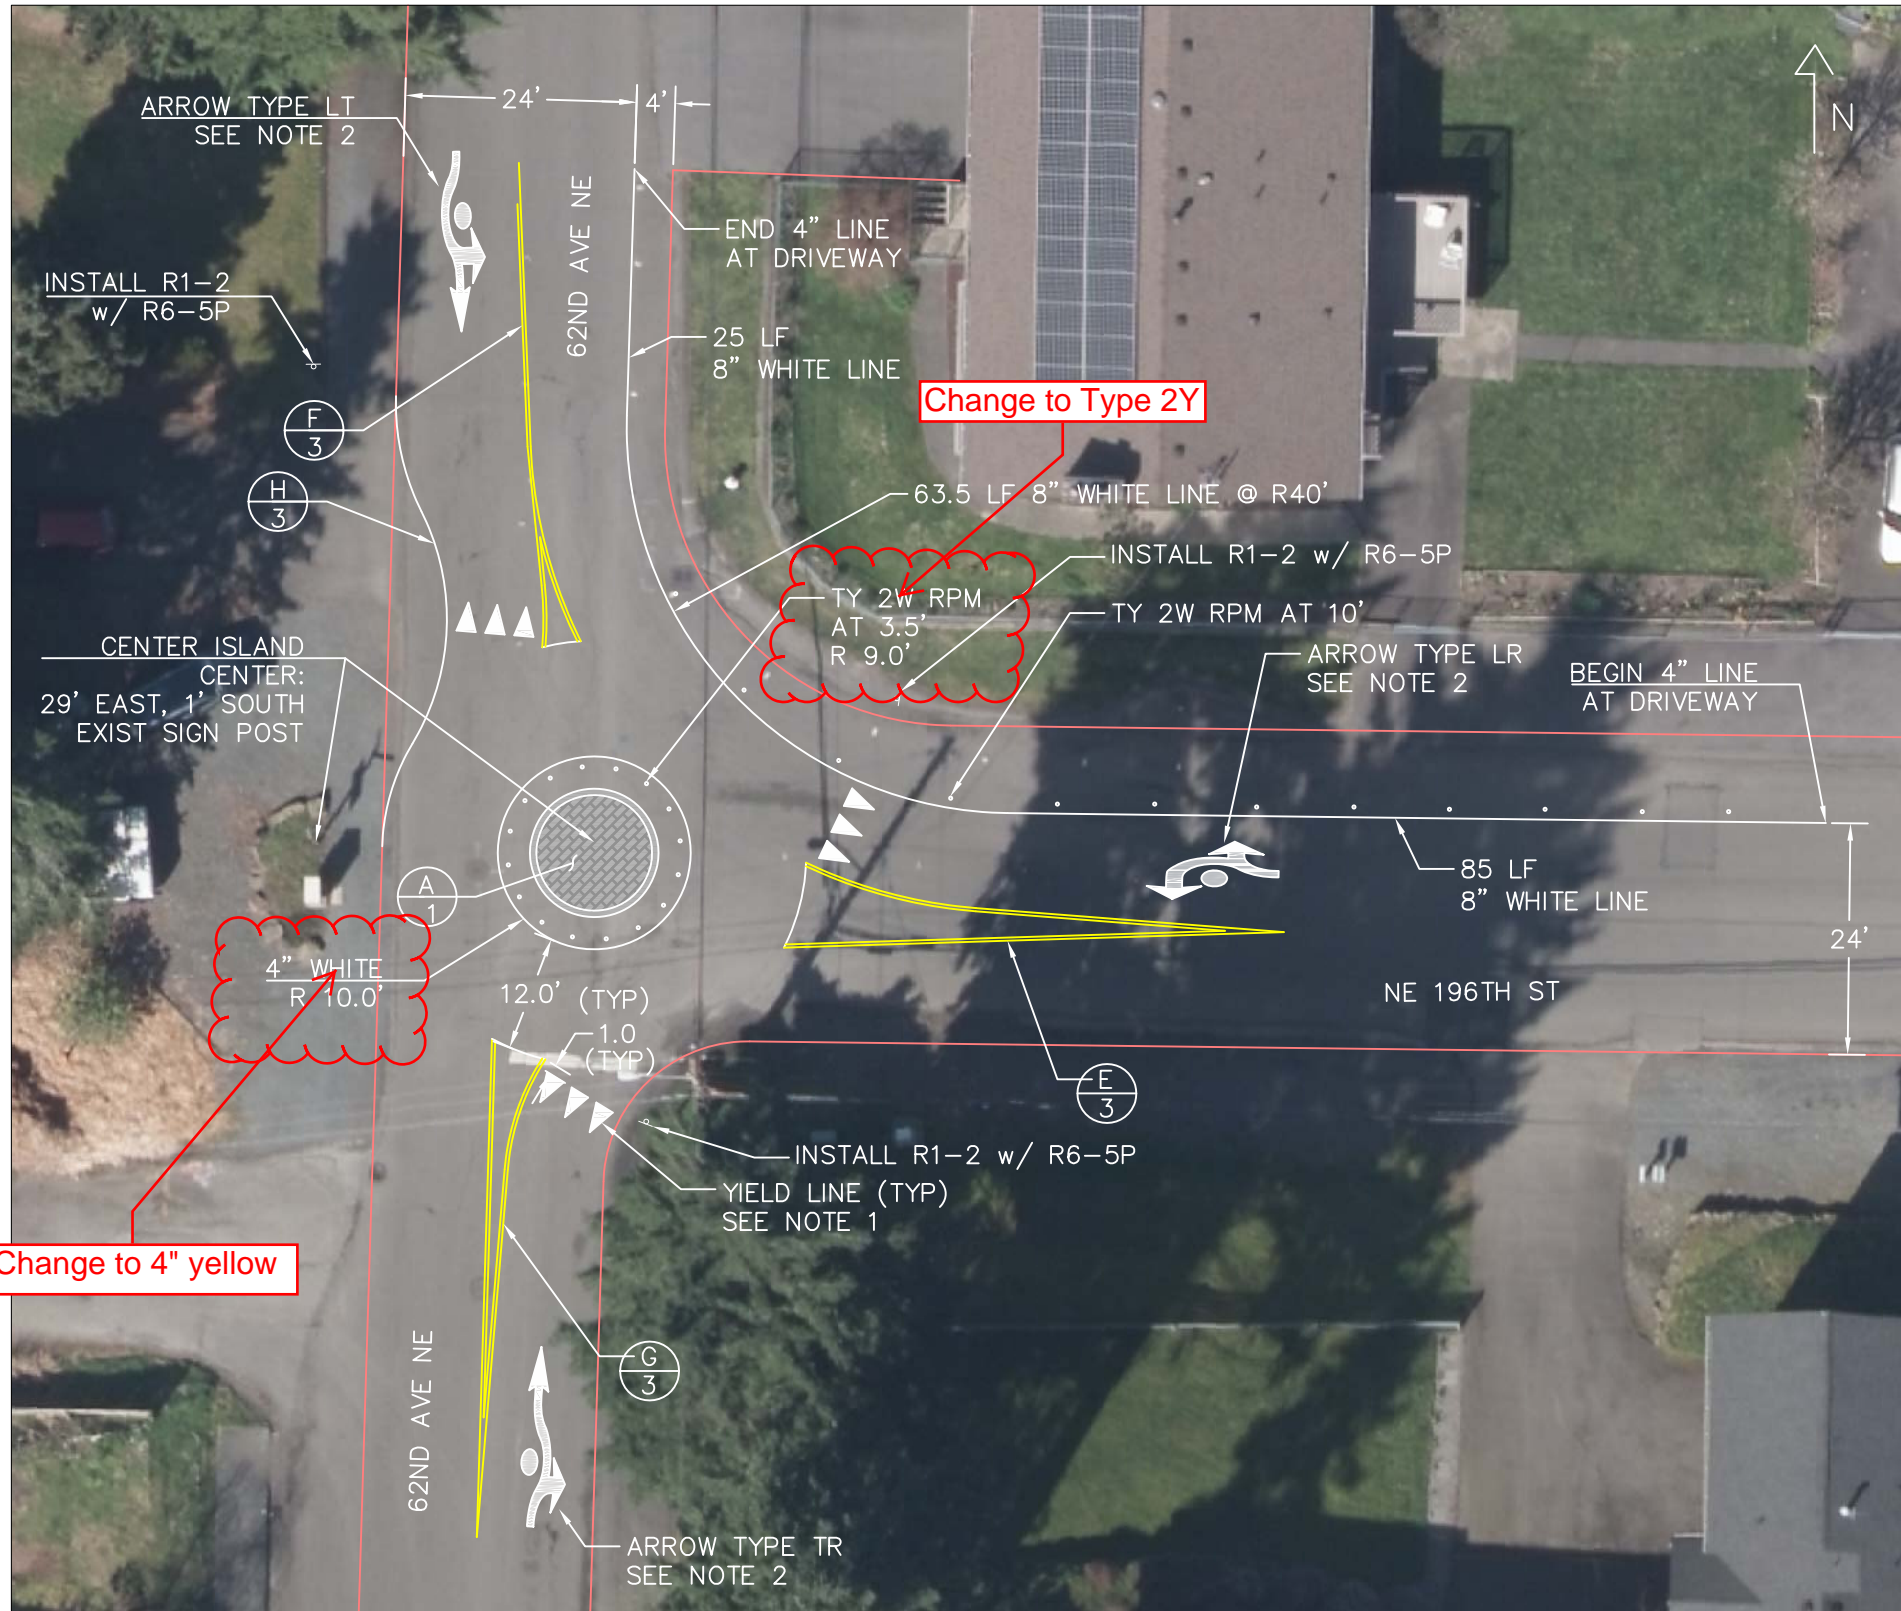 24'
4'
N
ARROW TYPE LT
SEE NOTE 2
62ND AVE NE
END 4" LINE
AT DRIVEWAY
INSTALL R1-2
w/ R6-5P
25 LF
8" WHITE LINE
Change to Type 2Y
F
3
H
3
63.5 LF 8" WHITE LINE @ R40'
INSTALL R1-2 w/ R6-5P
TY 2W RPM
AT 3.5'
R 9.0'
TY 2W RPM AT 10'
CENTER ISLAND
CENTER:
29' EAST, 1' SOUTH
EXIST SIGN POST
ARROW TYPE LR
SEE NOTE 2
BEGIN 4" LINE
AT DRIVEWAY
A
1
85 LF
8" WHITE LINE
24'
4" WHITE
R 10.0'
12.0' (TYP)
1.0
(TYP)
NE 196TH ST
E
3
INSTALL R1-2 w/ R6-5P
YIELD LINE (TYP)
SEE NOTE 1
Change to 4" yellow
G
3
62ND AVE NE
ARROW TYPE TR
SEE NOTE 2